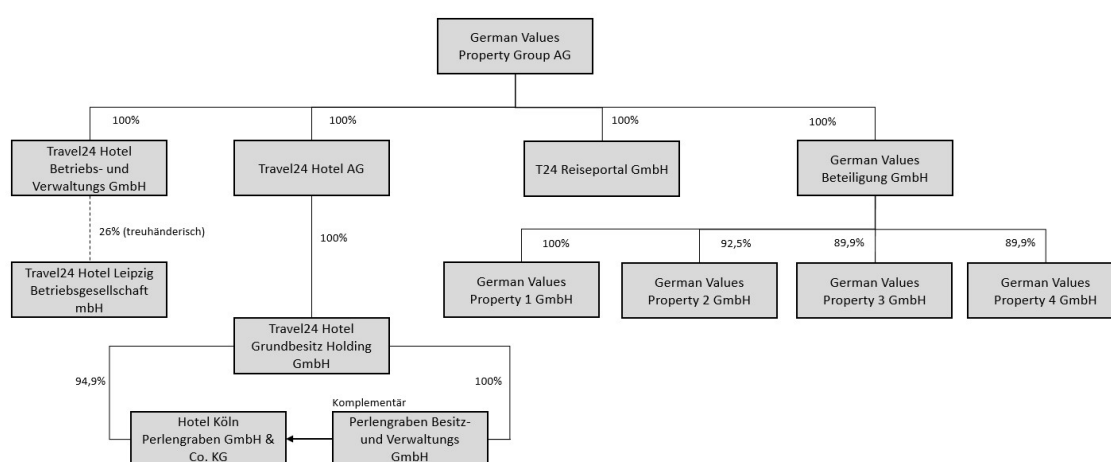 German Values
Property Group AG
100%
100%
100%
100%
Travel24 Hotel
Betriebs- und
Verwaltungs GmbH
Travel24 Hotel AG
T24 Reiseportal GmbH
German Values
Beteiligung GmbH
26% (treuhänderisch)
100%
100%
92,5%
89,9%
89,9%
Travel24 Hotel Leipzig
Betriebsgesellschaft
mbH
German Values
Property 1 GmbH
German Values
Property 2 GmbH
German Values
Property 3 GmbH
German Values
Property 4 GmbH
Travel24 Hotel
Grundbesitz Holding
GmbH
94,9%
100%
Komplementär
Hotel Köln
Perlengraben GmbH &
Co. KG
Perlengraben Besitz-
und Verwaltungs
GmbH